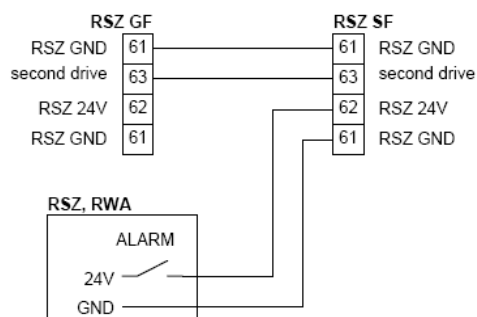 RSZ GF RSZ SF
RSZ GND 61 61 RSZ GND
second drive 63 63 second drive
RSZ 24V 62 62 RSZ 24V
RSZ GND 61 61 RSZ GND
RSZ, RWA
ALARM
24V
GND